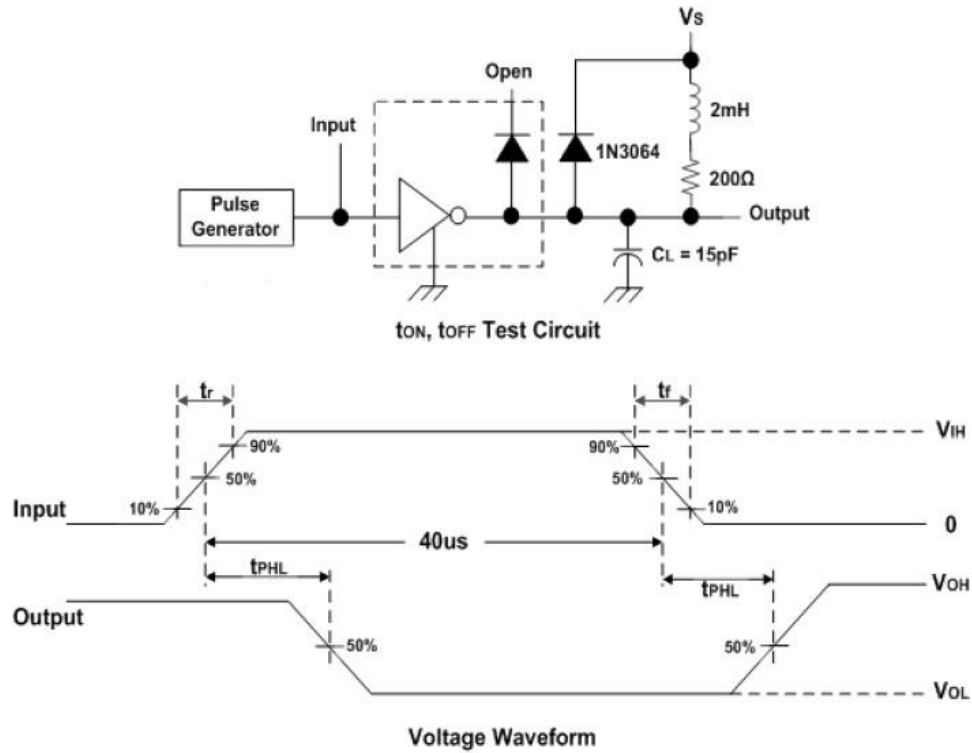 Vs
Open
2mH
Input
1N3064
200Ω
Pulse
Generator
Output
CL = 15pF
tON, tOFF Test Circuit
tr
tf
VIH
90%
90%
50%
50%
Input
10%
10%
0
40us
tPHL
tPHL
VOH
Output
50%
50%
VOL
Voltage Waveform